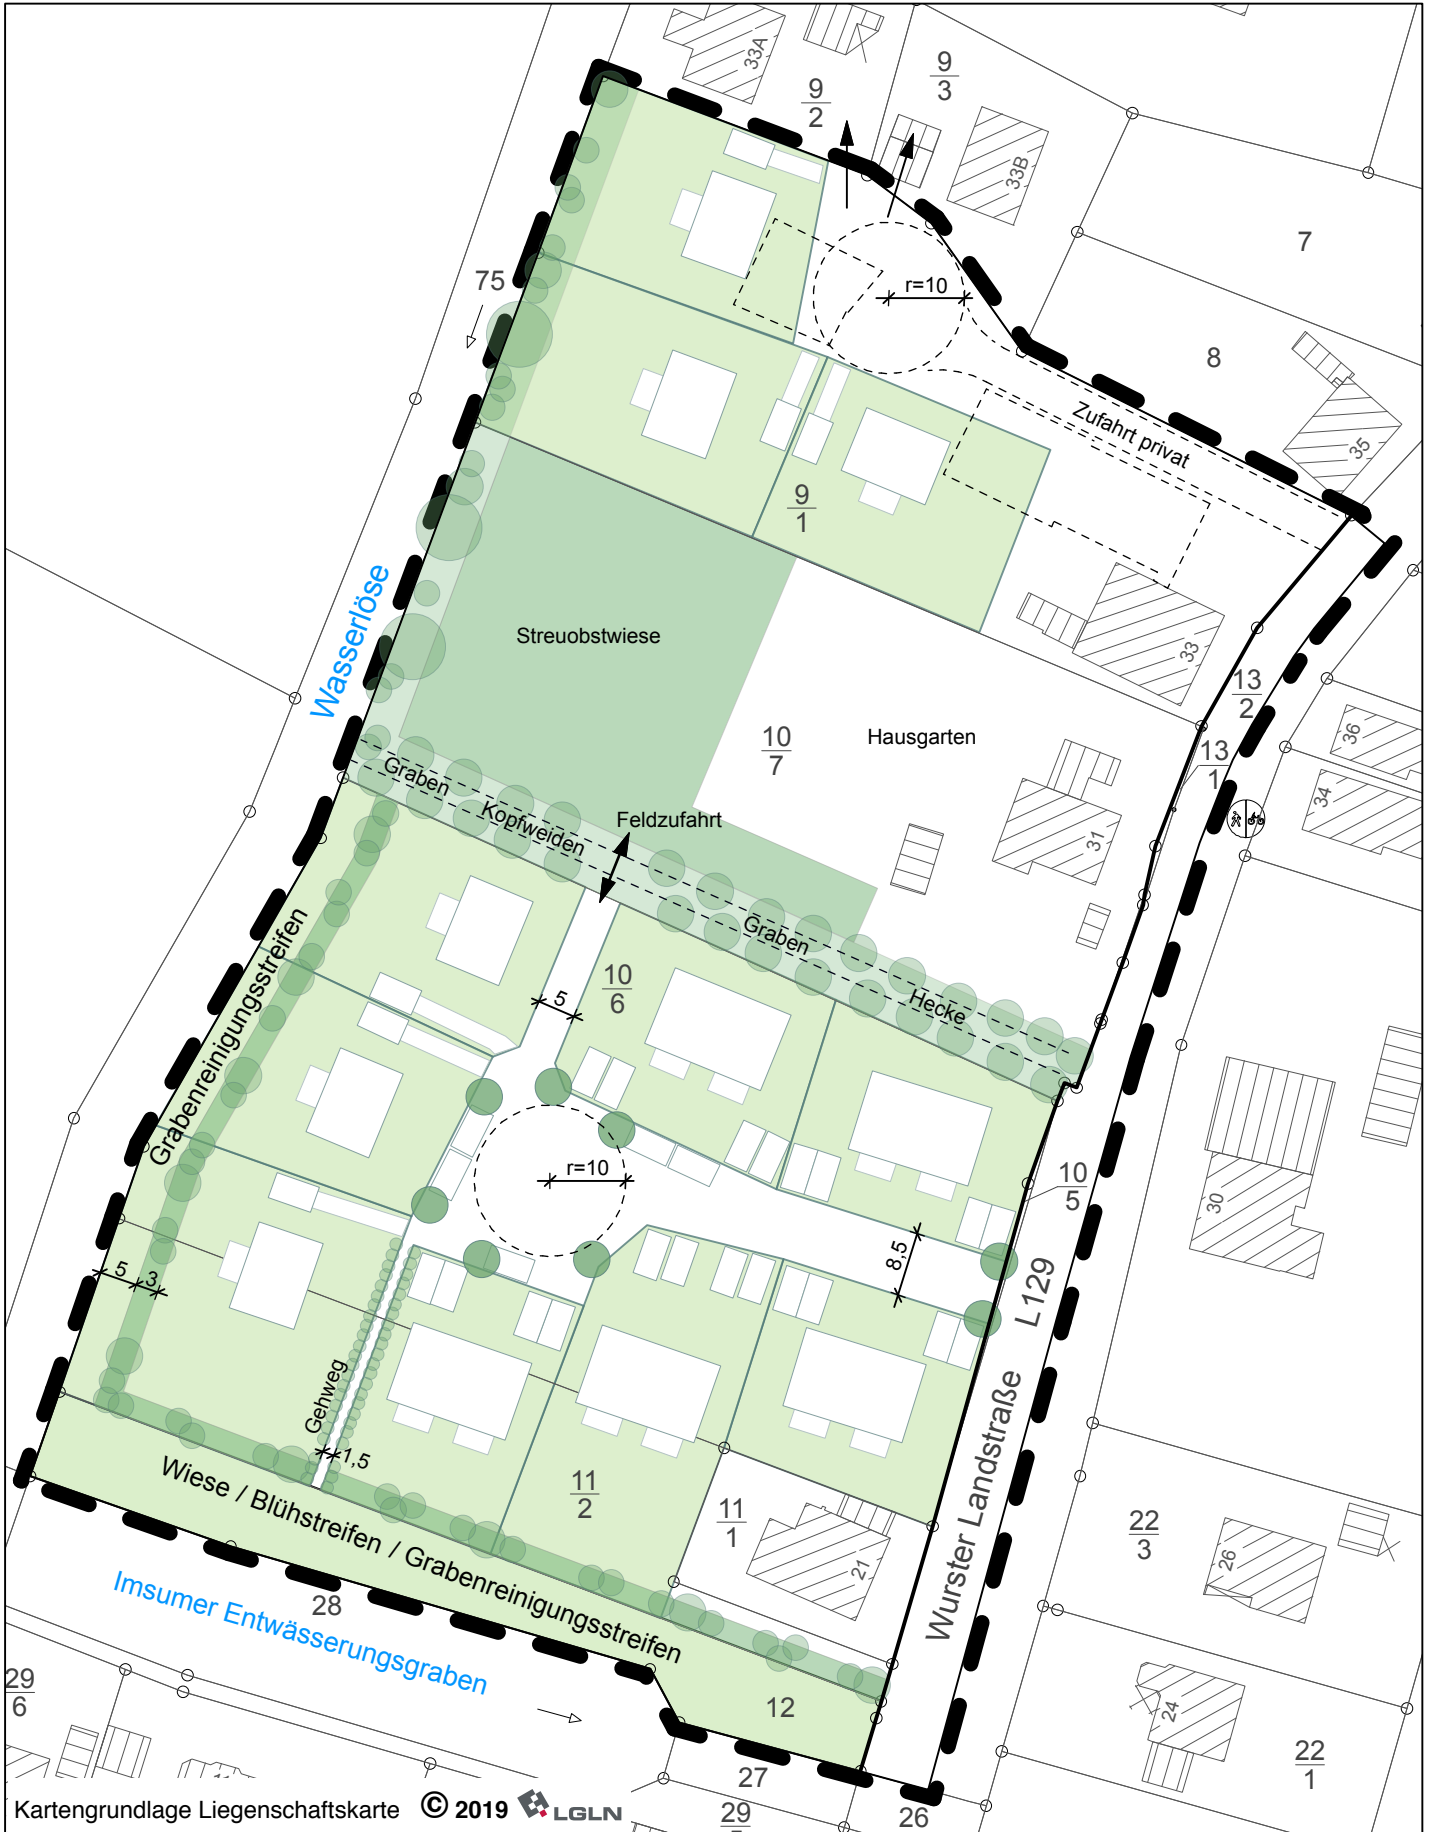 33A
9
2
9
3
33B
7
75
r=10
8
Zufahrt privat
35
9
1
Wasserlöse
Streuobstwiese
33
13
2
10
7
Hausgarten
36
13
1
Graben
Kopfweiden
Feldzufahrt
34
31
Graben
10
6
Hecke
5
Grabenreinigungsstreifen
r=10
10
5
30
8,5
L129
5
3
Gehweg
1,5
Wurster Landstraße
Wiese / Blühstreifen / Grabenreinigungsstreifen
11
2
11
1
21
22
3
26
28
Imsumer Entwässerungsgraben
29
6
12
24
22
1
27
29
26
Kartengrundlage Liegenschaftskarte © 2019 LGLN